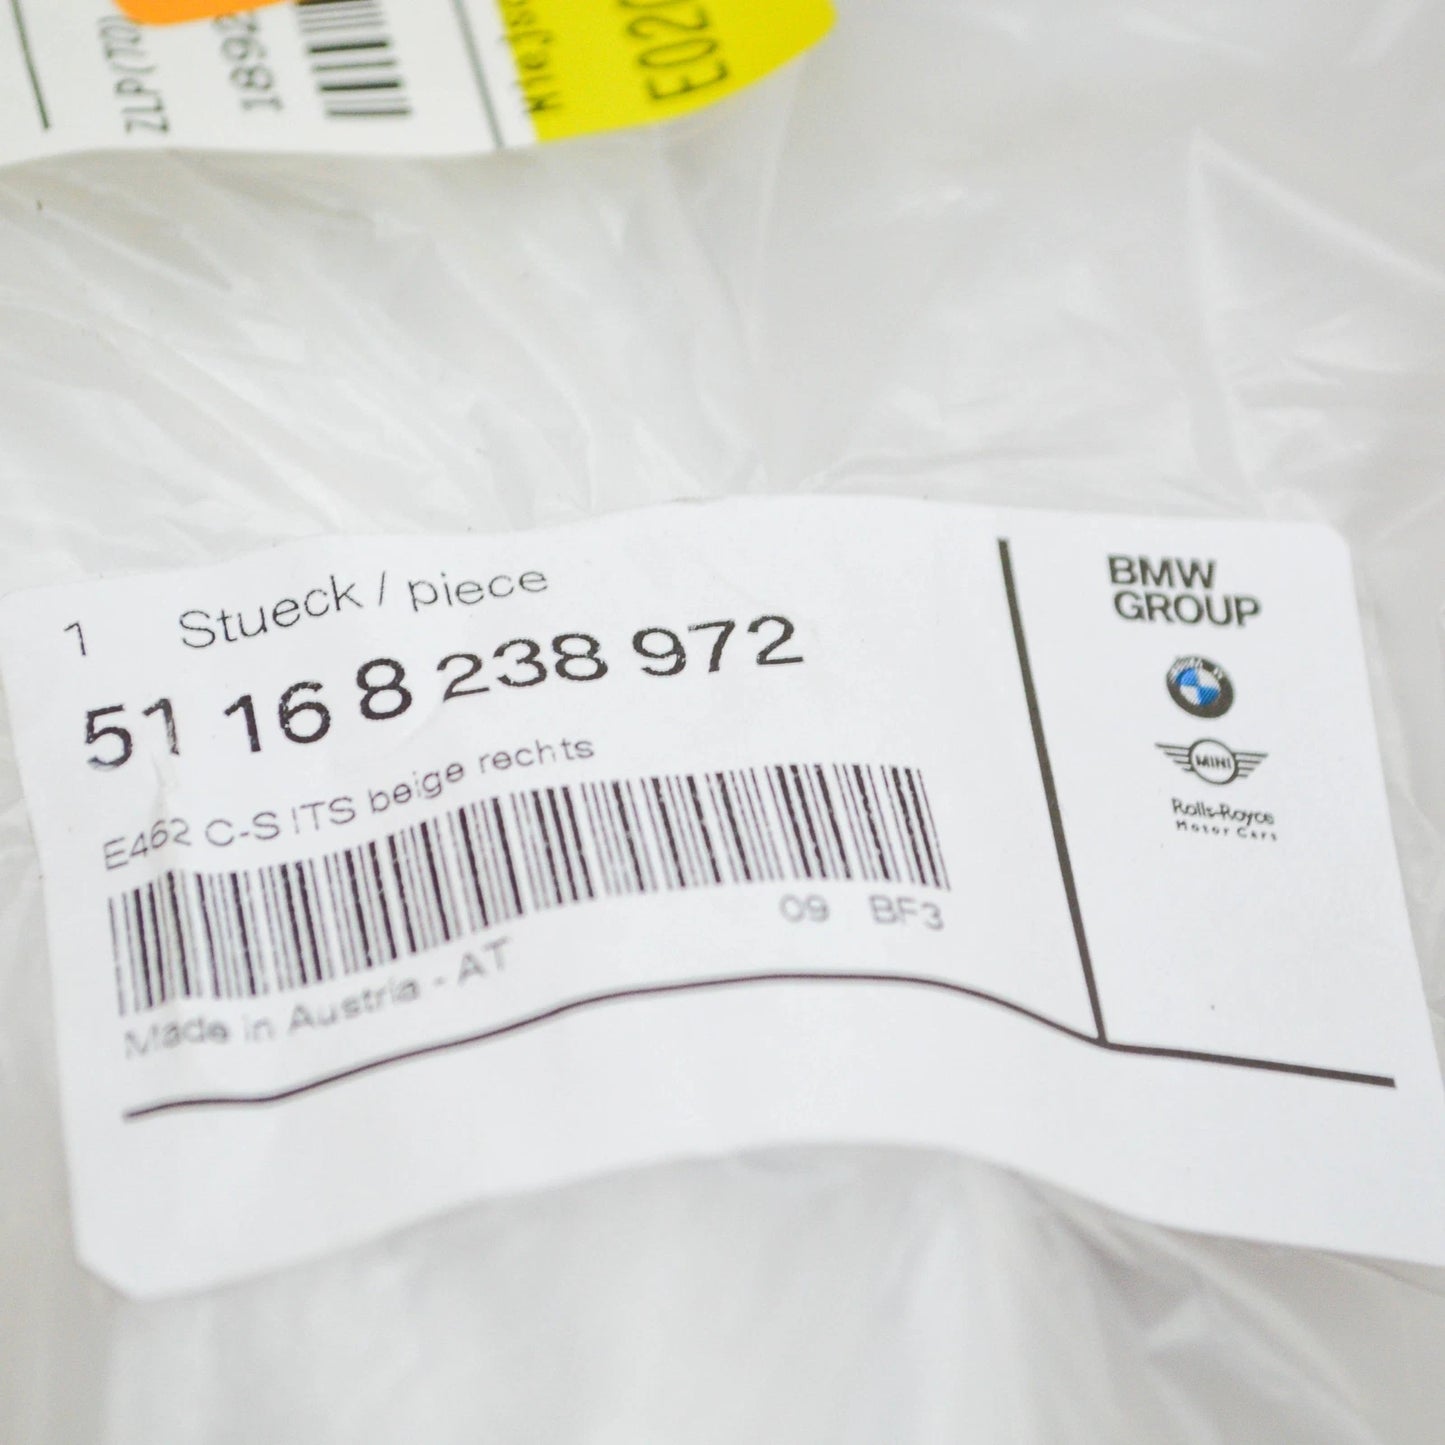 ZLP(70)
1 Stueck / piece
51 16 8 238 972
E462 C-S ITS beige rechts
09 BF3
Made in Austria - AT
BMW
GROUP
MINI
Rolls-Royce
Motor Cars